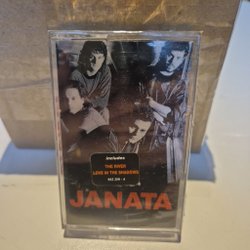 includes
THE RIVER
LOVE IN THE SHADOWS
JANATA